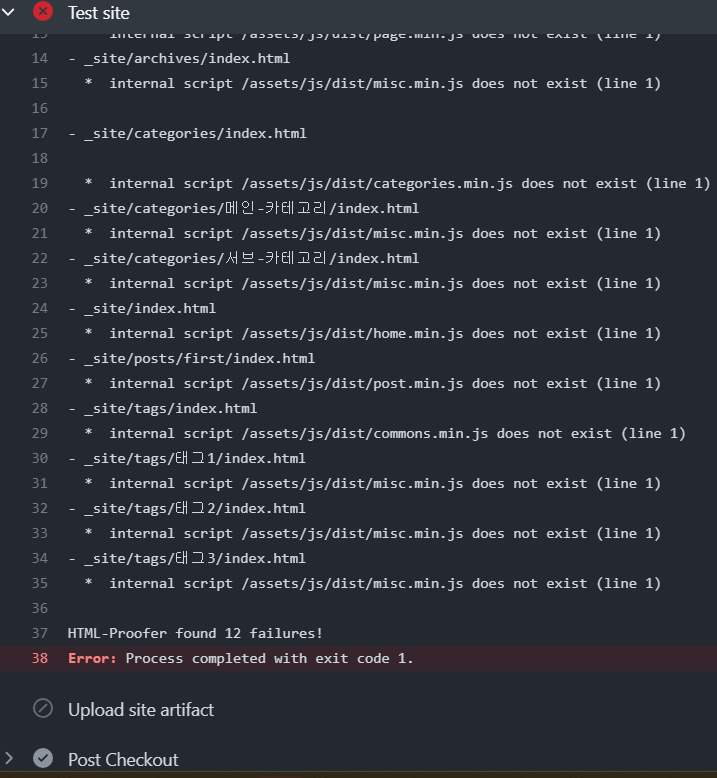 Test site
13 internal script /assets/js/dist/page.min.js does not exist (line 1)
14 - _site/archives/index.html
15 * internal script /assets/js/dist/misc.min.js does not exist (line 1)
16
17 - _site/categories/index.html
18
19 * internal script /assets/js/dist/categories.min.js does not exist (line 1)
20 - _site/categories/메인-카테고리/index.html
21 * internal script /assets/js/dist/misc.min.js does not exist (line 1)
22 - _site/categories/서브-카테고리/index.html
23 * internal script /assets/js/dist/misc.min.js does not exist (line 1)
24 - _site/index.html
25 * internal script /assets/js/dist/home.min.js does not exist (line 1)
26 - _site/posts/first/index.html
27 * internal script /assets/js/dist/post.min.js does not exist (line 1)
28 - _site/tags/index.html
29 * internal script /assets/js/dist/commons.min.js does not exist (line 1)
30 - _site/tags/태그1/index.html
31 * internal script /assets/js/dist/misc.min.js does not exist (line 1)
32 - _site/tags/태그2/index.html
33 * internal script /assets/js/dist/misc.min.js does not exist (line 1)
34 - _site/tags/태그3/index.html
35 * internal script /assets/js/dist/misc.min.js does not exist (line 1)
36
37 HTML-Proofer found 12 failures!
38 Error: Process completed with exit code 1.
Upload site artifact
Post Checkout